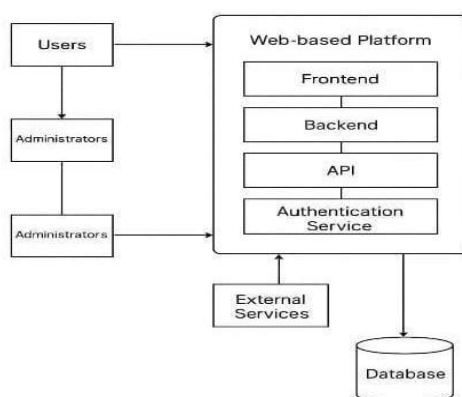 Users
Web-based Platform
Frontend
Backend
Administrators
API
Administrators
Authentication
Service
External
Services
Database